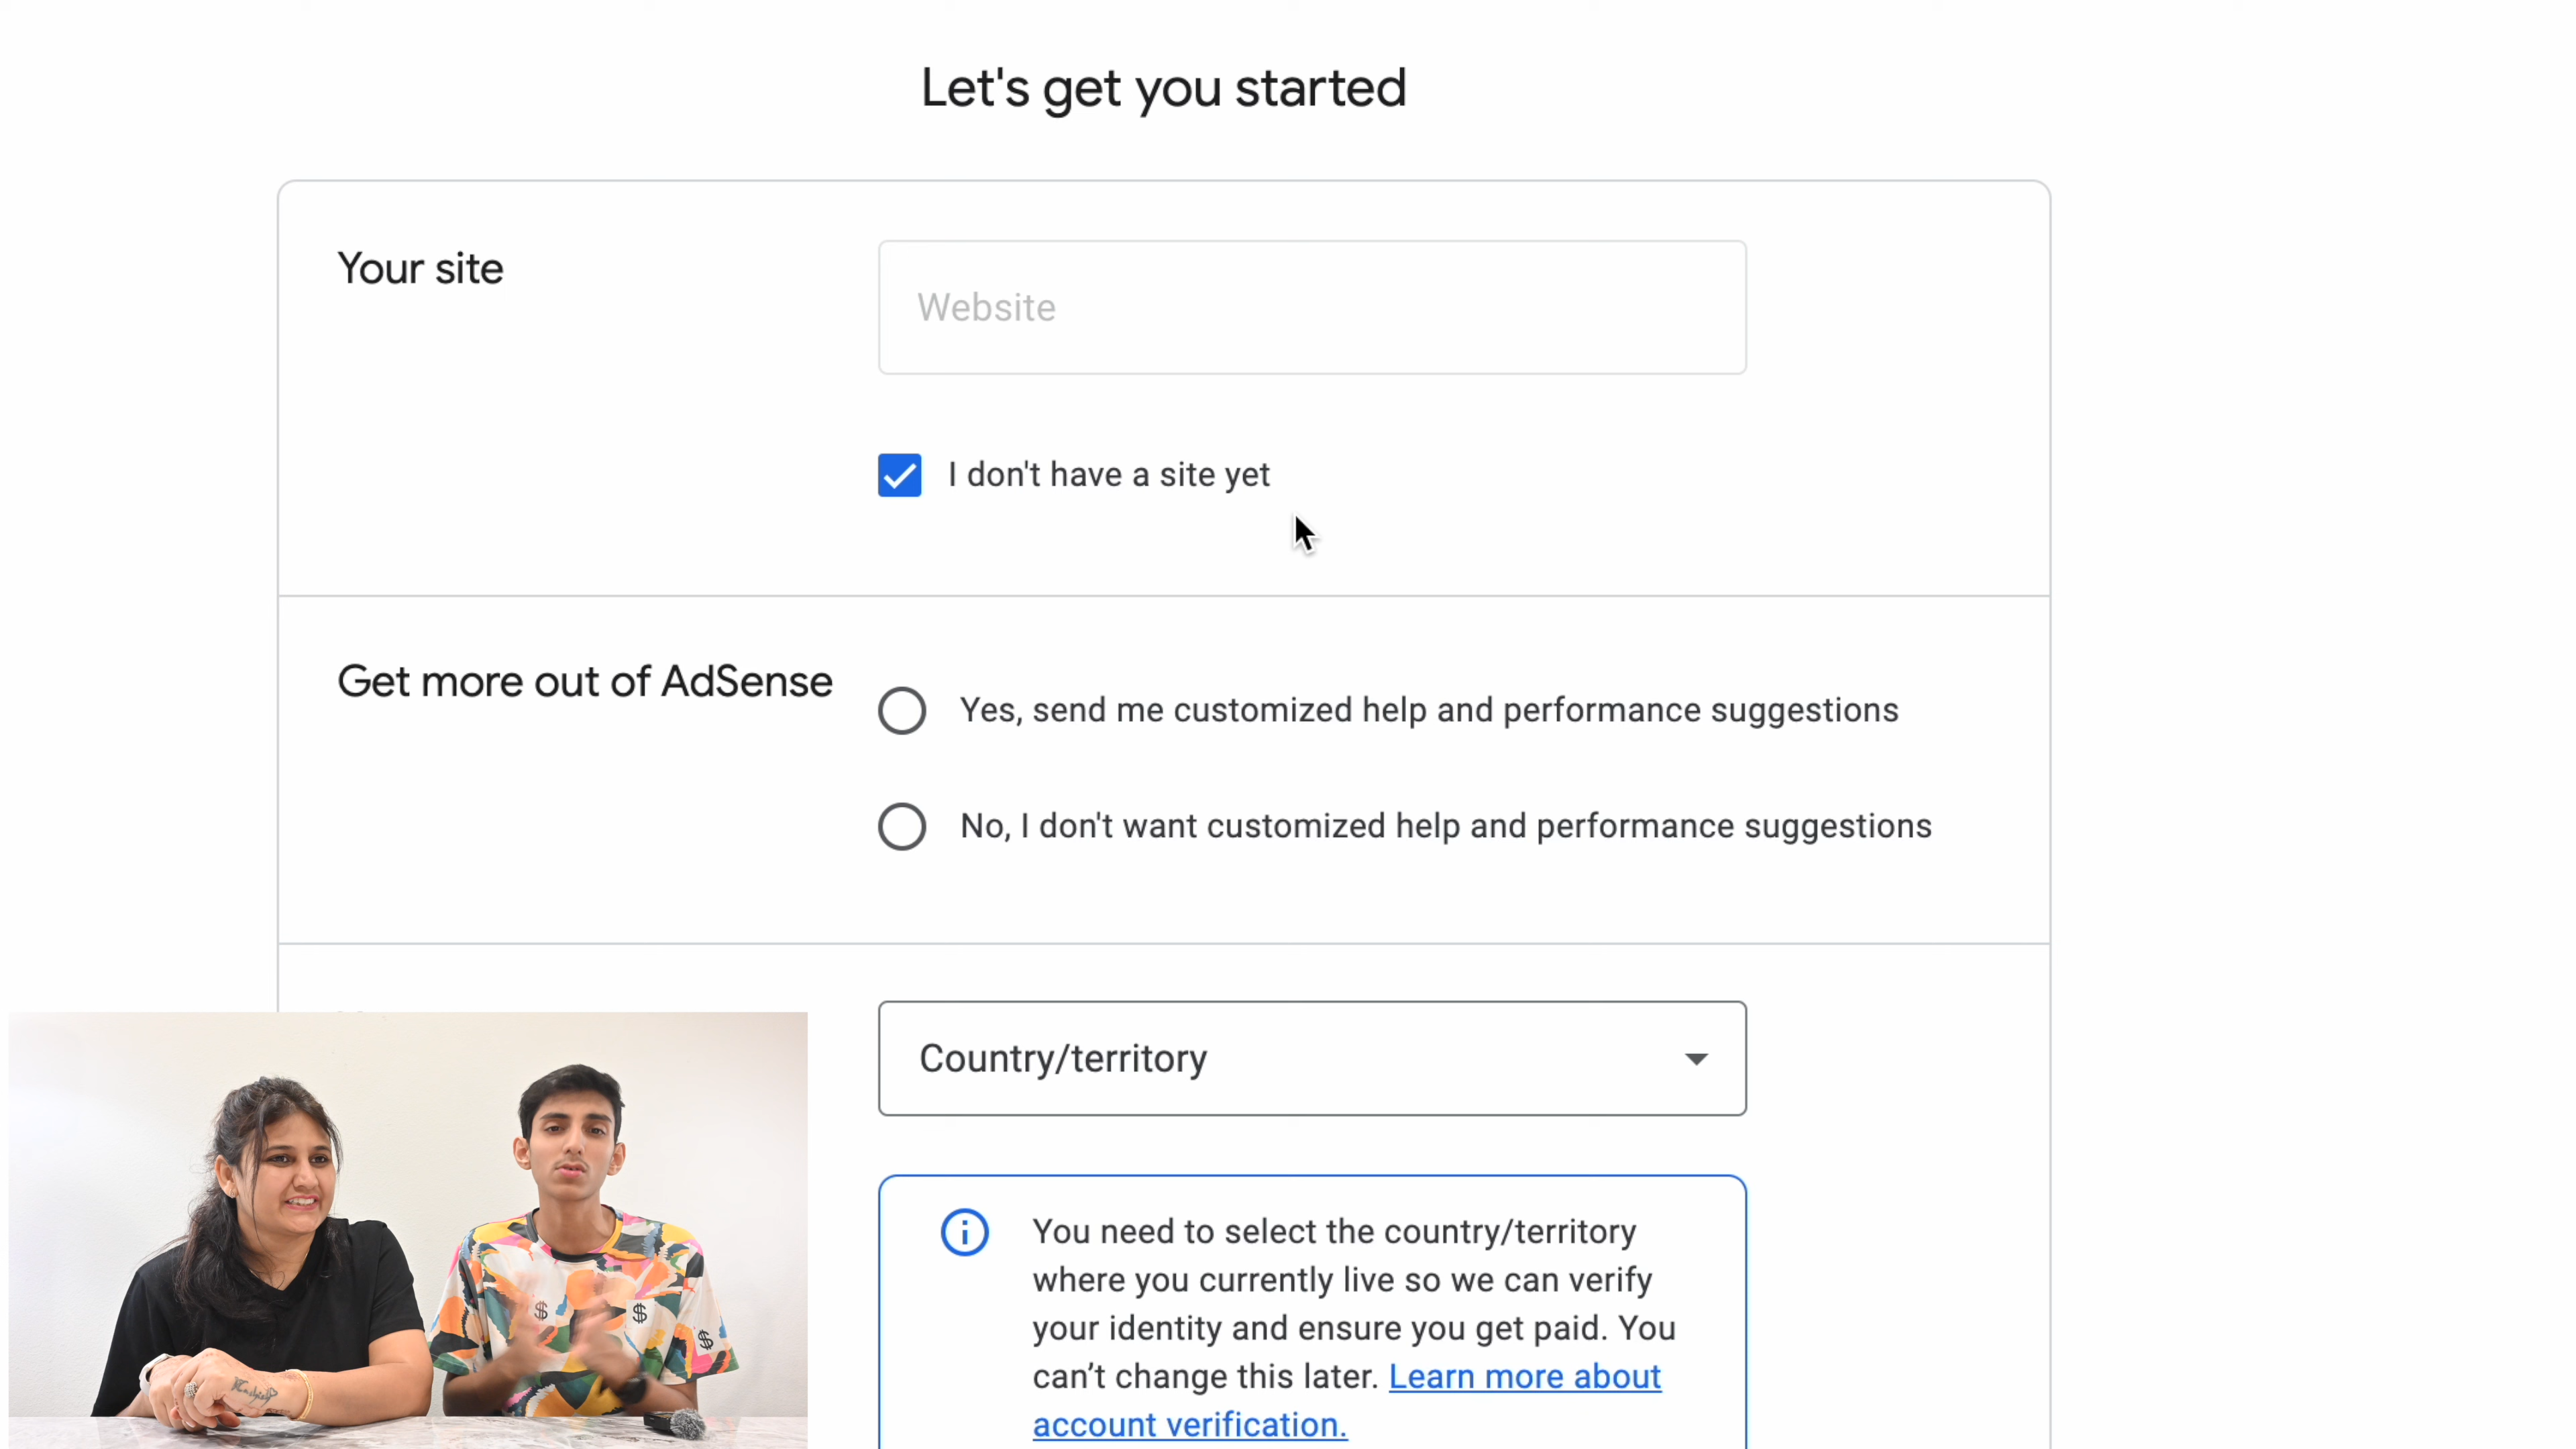 Let's get you started
Your site
Website
I don't have a site yet
Get more out of AdSense
Yes, send me customized help and performance suggestions
No, I don't want customized help and performance suggestions
Country/territory
You need to select the country/territory
where you currently live so we can verify
your identity and ensure you get paid. You
can’t change this later. Learn more about
account verification.
$ $ $